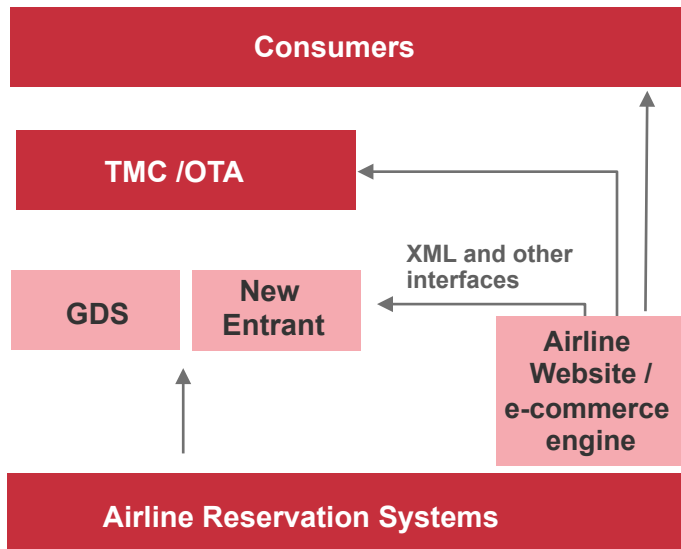 Consumers
TMC /OTA
XML and other
interfaces
GDS
New
Entrant
Airline
Website /
e-commerce
engine
Airline Reservation Systems